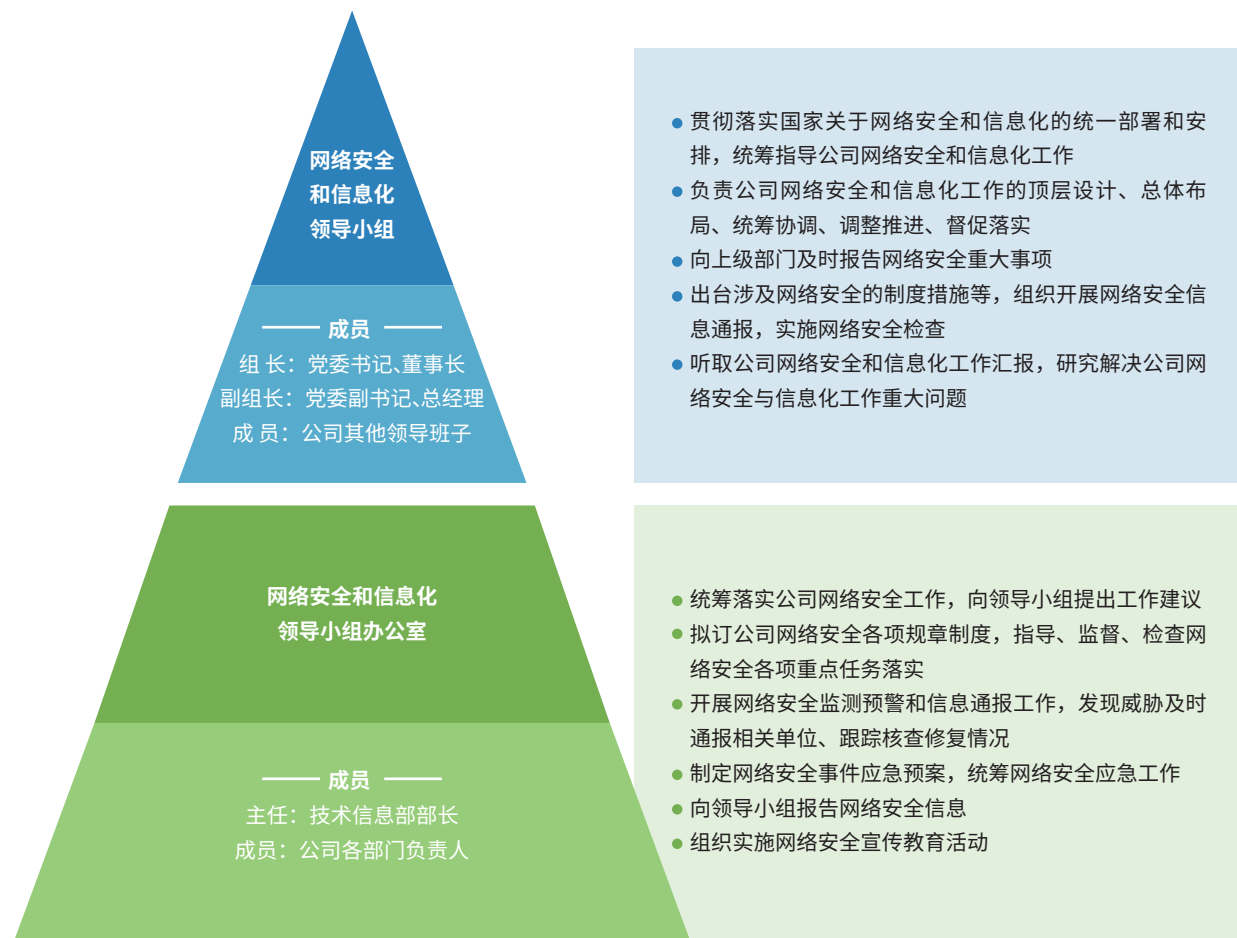 网络安全
和信息化
领导小组
成员
组 长：党委书记、董事长
副组长：党委副书记、总经理
成 员：公司其他领导班子
● 贯彻落实国家关于网络安全和信息化的统一部署和安
排，统筹指导公司网络安全和信息化工作
● 负责公司网络安全和信息化工作的顶层设计、总体布
局、统筹协调、调整推进、督促落实
● 向上级部门及时报告网络安全重大事项
● 出台涉及网络安全的制度措施等，组织开展网络安全信
息通报，实施网络安全检查
● 听取公司网络安全和信息化工作汇报，研究解决公司网
络安全与信息化工作重大问题
网络安全和信息化
领导小组办公室
成员
主任：技术信息部部长
成员：公司各部门负责人
● 统筹落实公司网络安全工作，向领导小组提出工作建议
● 拟订公司网络安全各项规章制度，指导、监督、检查网
络安全各项重点任务落实
● 开展网络安全监测预警和信息通报工作，发现威胁及时
通报相关单位、跟踪核查修复情况
● 制定网络安全事件应急预案，统筹网络安全应急工作
● 向领导小组报告网络安全信息
● 组织实施网络安全宣传教育活动